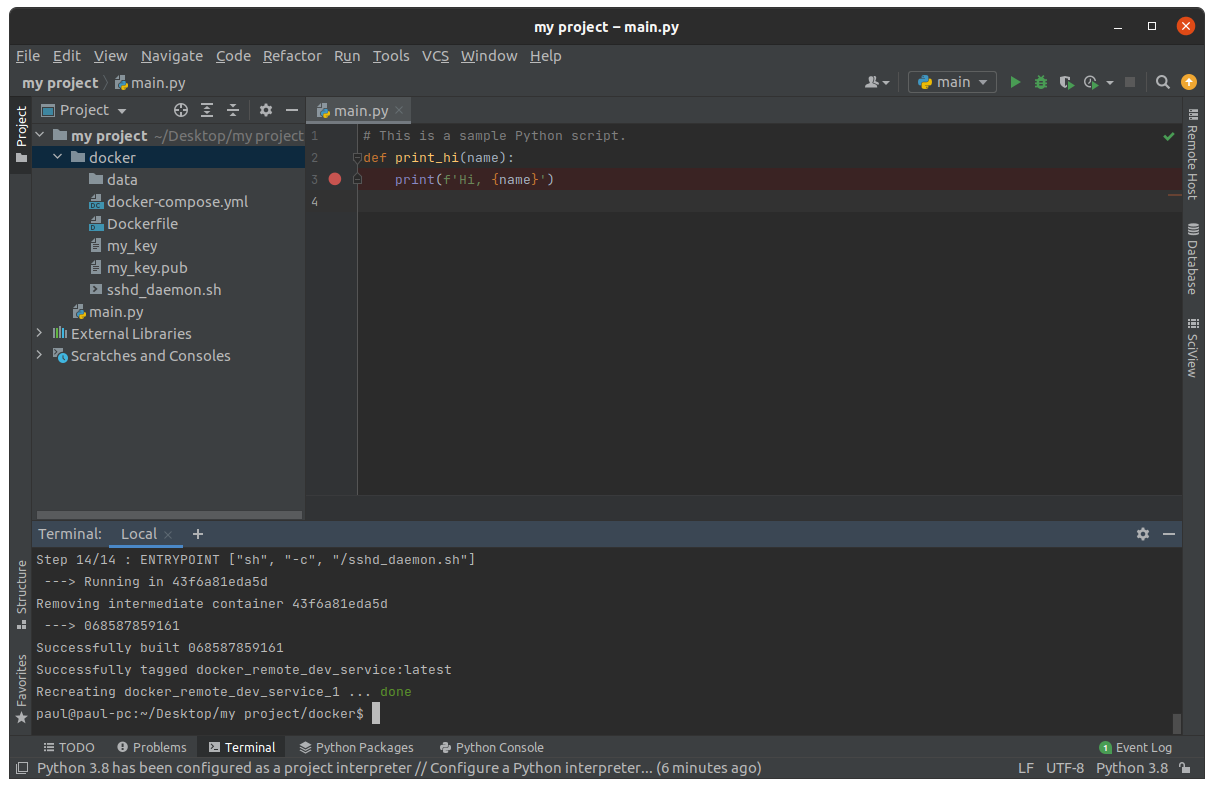 my project – main.py
File Edit View Navigate Code Refactor Run Tools VCS Window Help
my project main.py
main
Project
main.py
Project
my project ~/Desktop/my project
docker
data
docker-compose.yml
Dockerfile
my_key
my_key.pub
sshd_daemon.sh
main.py
External Libraries
Scratches and Consoles
1 # This is a sample Python script.
2 def print_hi(name):
3 print(f'Hi, {name}')
4
Remote Host
Database
SciView
Structure
Favorites
Terminal: Local
Step 14/14 : ENTRYPOINT ["sh", "-c", "/sshd_daemon.sh"]
---> Running in 43f6a81eda5d
Removing intermediate container 43f6a81eda5d
---> 068587859161
Successfully built 068587859161
Successfully tagged docker_remote_dev_service:latest
Recreating docker_remote_dev_service_1 ... done
paul@paul-pc:~/Desktop/my project/docker$
TODO Problems Terminal Python Packages Python Console 1 Event Log
Python 3.8 has been configured as a project interpreter // Configure a Python interpreter... (6 minutes ago) LF UTF-8 Python 3.8